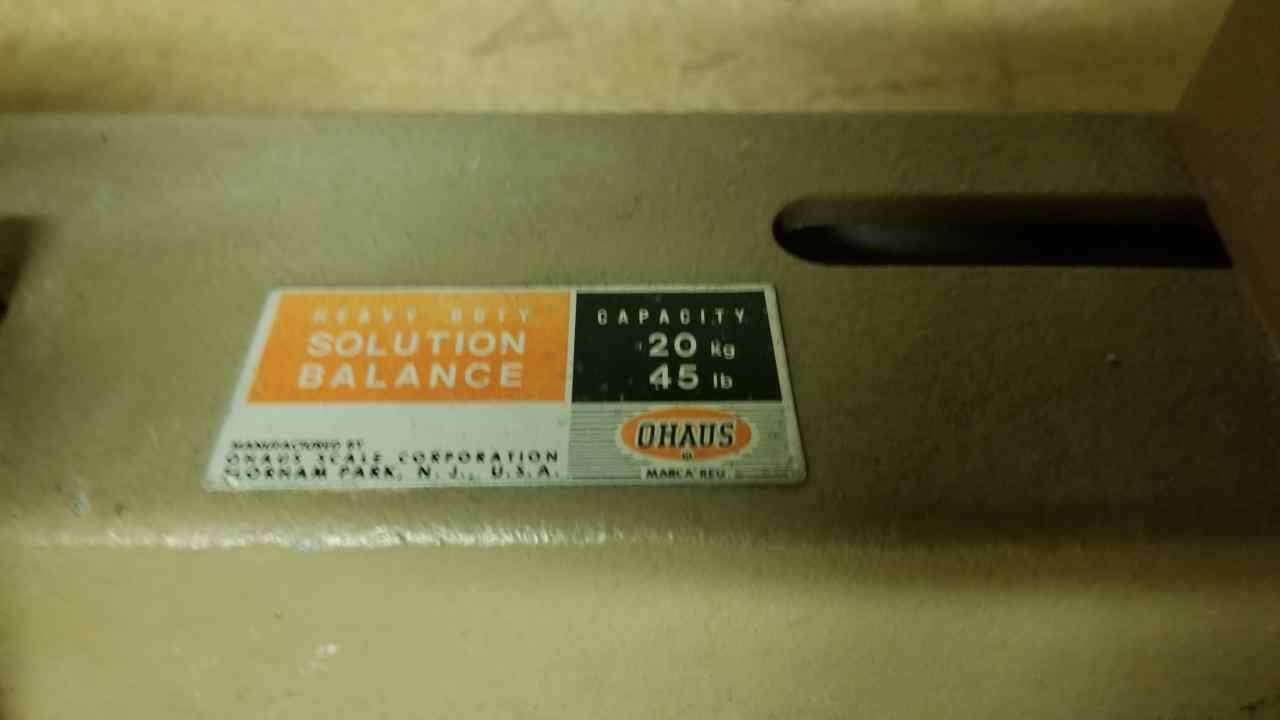 HEAVY DUTY
SOLUTION
BALANCE
CAPACITY
20 kg
45 lb
MANUFACTURED BY
OHAUS SCALE CORPORATION
FLORHAM PARK, N.J., U.S.A.
OHAUS
®
MARCA REG.